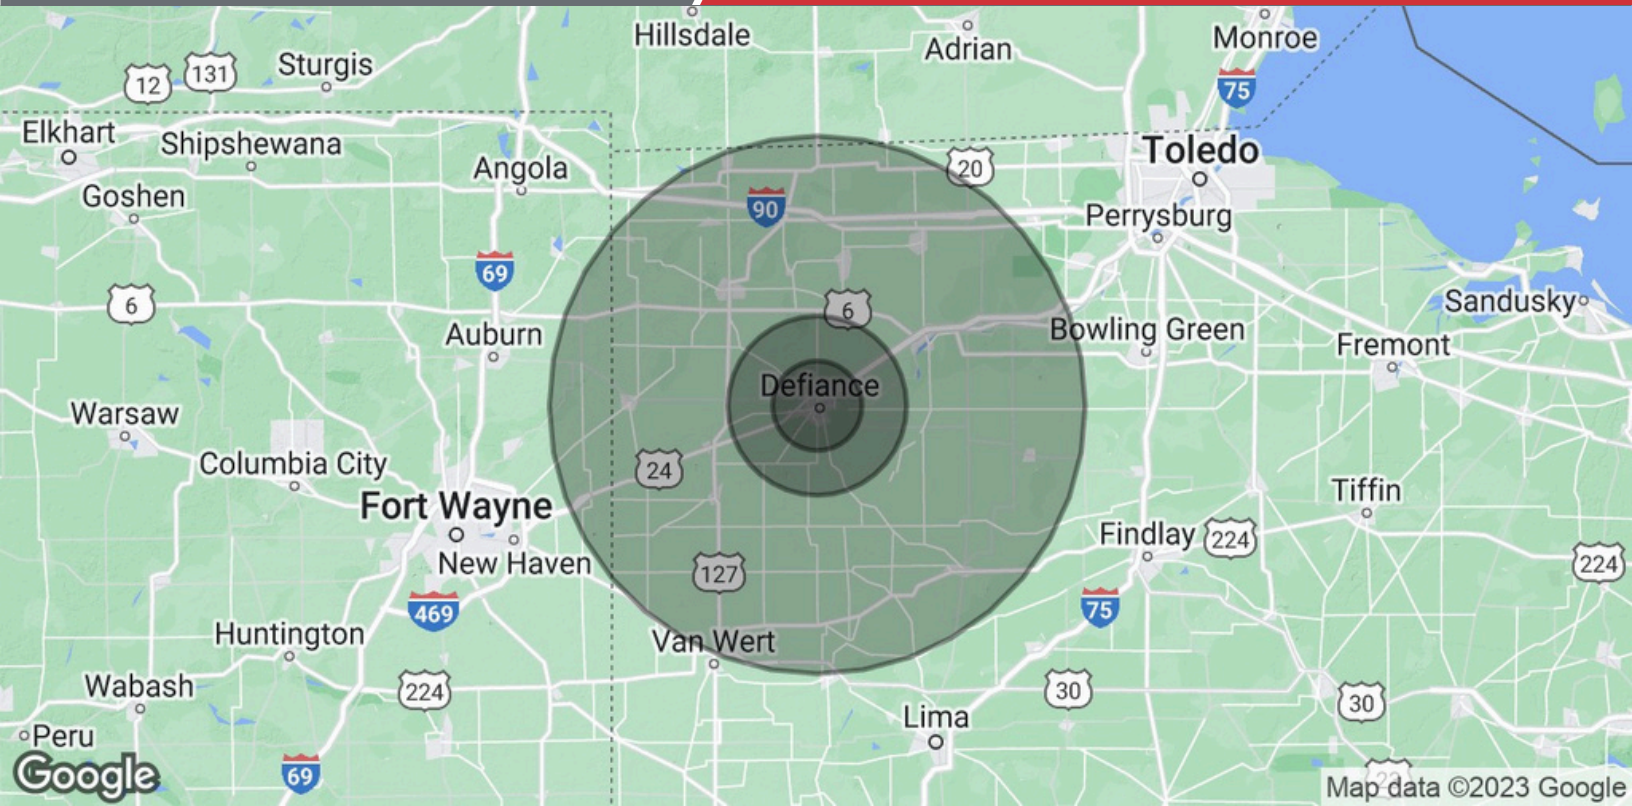 Hillsdale
Adrian
Monroe
12
131
Sturgis
75
Elkhart
Shipshewana
Angola
20
Toledo
Goshen
90
Perrysburg
69
6
6
Sandusky
Auburn
Bowling Green
Fremont
Defiance
Warsaw
Columbia City
24
Tiffin
Fort Wayne
Findlay
224
New Haven
127
224
469
75
Huntington
Van Wert
Wabash
224
30
30
Lima
Peru
69
Google
Map data ©2023 Google